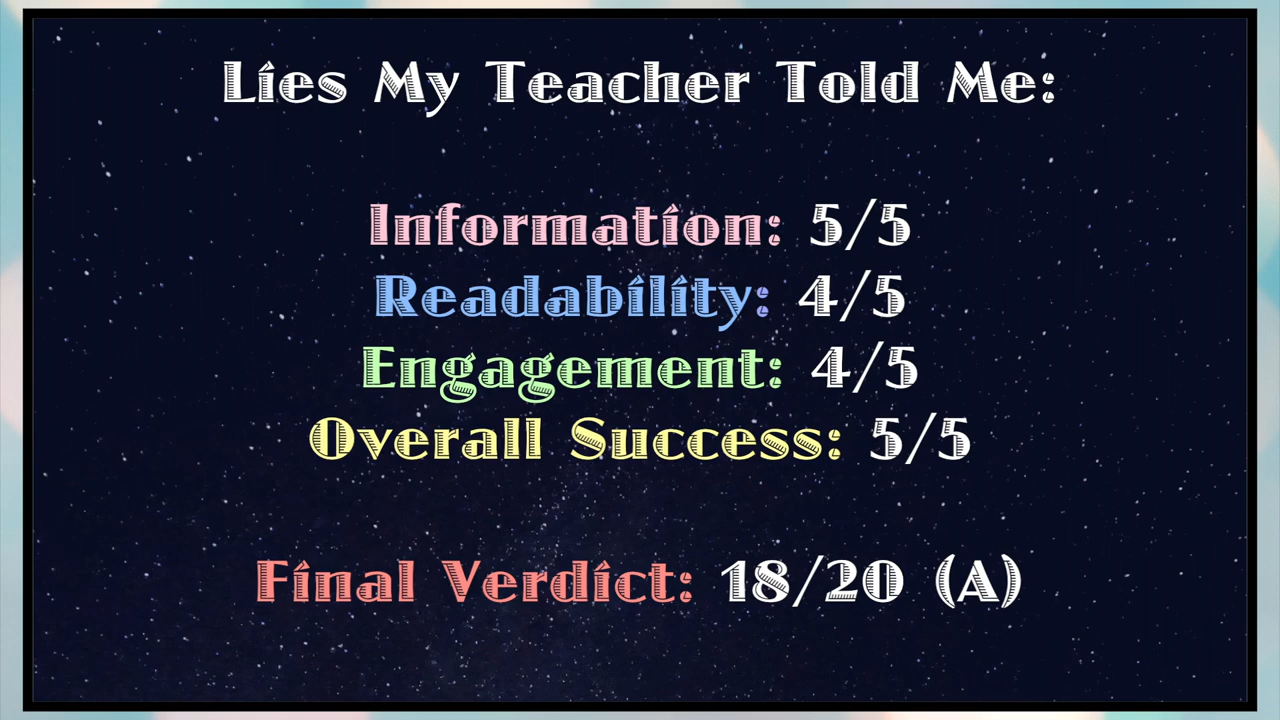 Lies My Teacher Told Me:
Information: 5/5
Readability: 4/5
Engagement: 4/5
Overall Success: 5/5
Final Verdict: 18/20 (A)